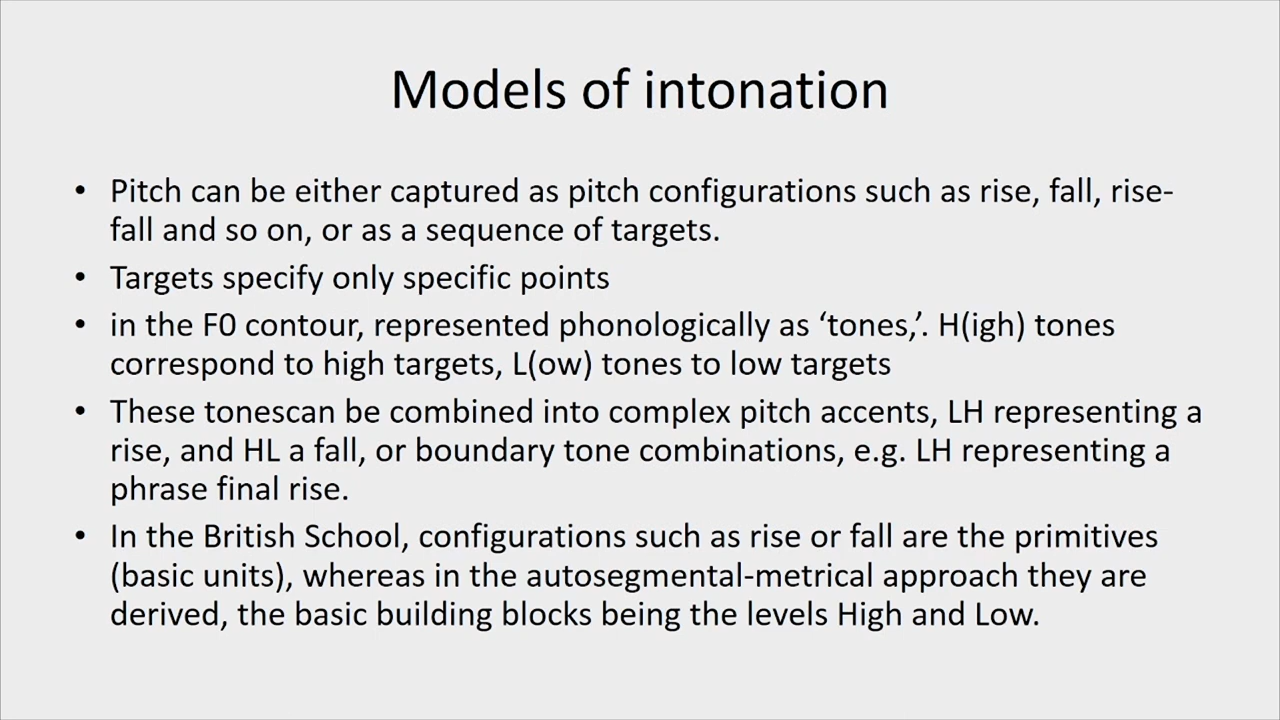 Models of intonation
• Pitch can be either captured as pitch configurations such as rise, fall, rise-
fall and so on, or as a sequence of targets.
• Targets specify only specific points
• in the F0 contour, represented phonologically as ‘tones,’. H(igh) tones
correspond to high targets, L(ow) tones to low targets
• These tonescan be combined into complex pitch accents, LH representing a
rise, and HL a fall, or boundary tone combinations, e.g. LH representing a
phrase final rise.
• In the British School, configurations such as rise or fall are the primitives
(basic units), whereas in the autosegmental-metrical approach they are
derived, the basic building blocks being the levels High and Low.